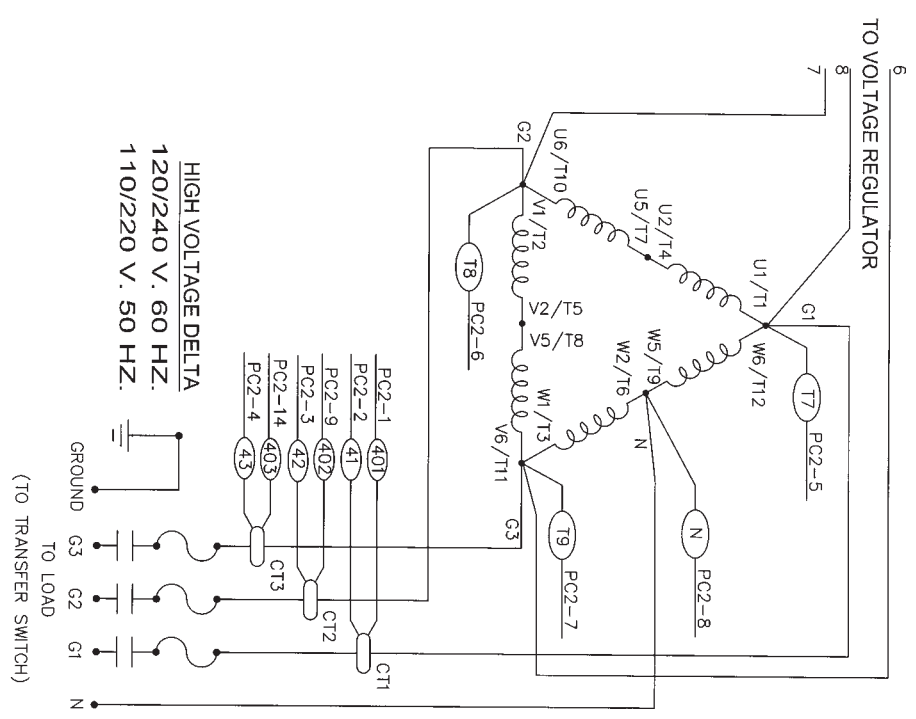 TO VOLTAGE REGULATOR
6
8
7
G1
U1/T1
W6/T12
T7
PC2-5
U2/T4
U5/T7
W5/T9
W2/T6
N
N
PC2-8
G2
U6/T10
V1/T2
T8
PC2-6
V2/T5
V5/T8
W1/T3
V6/T11
G3
T9
PC2-7
HIGH VOLTAGE DELTA
120/240 V. 60 HZ.
110/220 V. 50 HZ.
PC2-1
401
PC2-2
41
CT1
PC2-9
402
PC2-3
42
CT2
PC2-14
403
PC2-4
43
CT3
GROUND
G3
G2
G1
N
TO LOAD
(TO TRANSFER SWITCH)